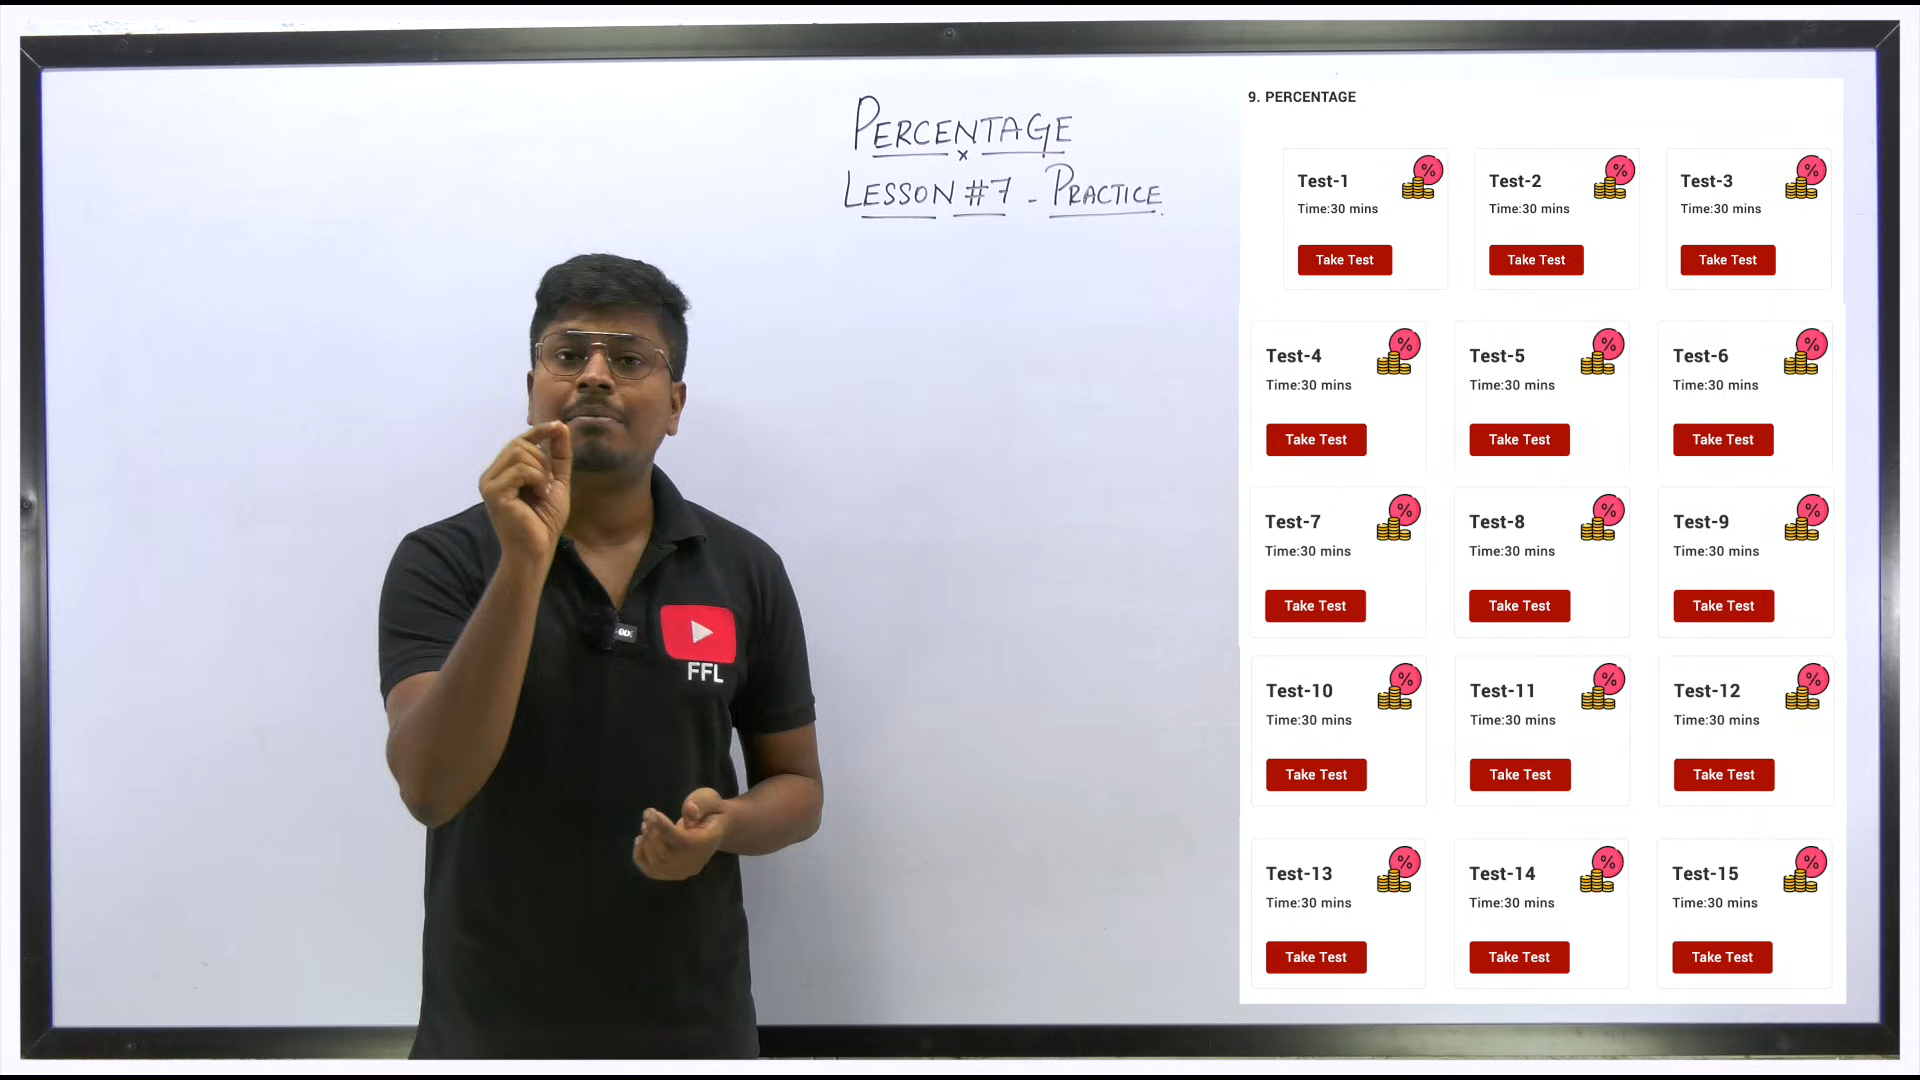 PERCENTAGE
LESSON #7 - PRACTICE
9. PERCENTAGE
Test-1
Time:30 mins
Take Test
Test-2
Time:30 mins
Take Test
Test-3
Time:30 mins
Take Test
Test-4
Time:30 mins
Take Test
Test-5
Time:30 mins
Take Test
Test-6
Time:30 mins
Take Test
Test-7
Time:30 mins
Take Test
Test-8
Time:30 mins
Take Test
Test-9
Time:30 mins
Take Test
Test-10
Time:30 mins
Take Test
Test-11
Time:30 mins
Take Test
Test-12
Time:30 mins
Take Test
Test-13
Time:30 mins
Take Test
Test-14
Time:30 mins
Take Test
Test-15
Time:30 mins
Take Test
FFL